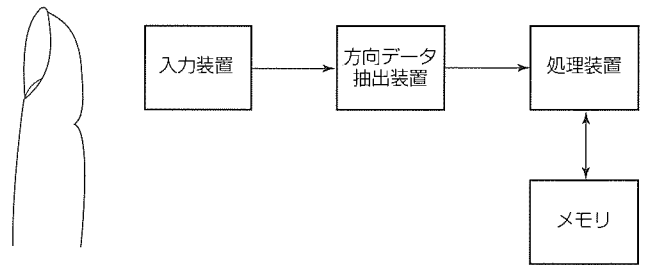 入力装置
方向データ
抽出装置
処理装置
メモリ